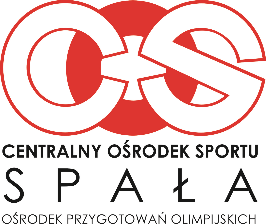 COS
CENTRALNY OŚRODEK SPORTU
SPAŁA
OŚRODEK PRZYGOTOWAŃ OLIMPIJSKICH